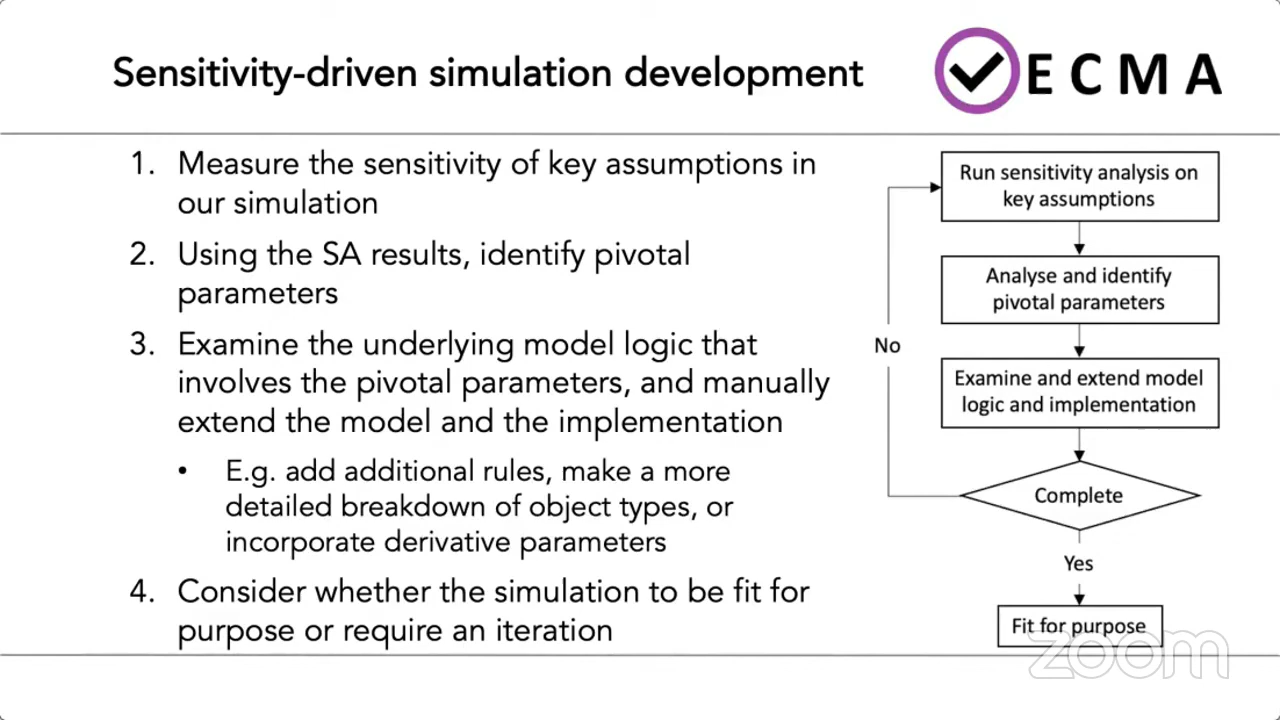 Sensitivity-driven simulation development
ECMA
1. Measure the sensitivity of key assumptions in
our simulation
2. Using the SA results, identify pivotal
parameters
3. Examine the underlying model logic that
involves the pivotal parameters, and manually
extend the model and the implementation
• E.g. add additional rules, make a more
detailed breakdown of object types, or
incorporate derivative parameters
4. Consider whether the simulation to be fit for
purpose or require an iteration
Run sensitivity analysis on
key assumptions
Analyse and identify
pivotal parameters
No
Examine and extend model
logic and implementation
Complete
Yes
Fit for purpose
zoom